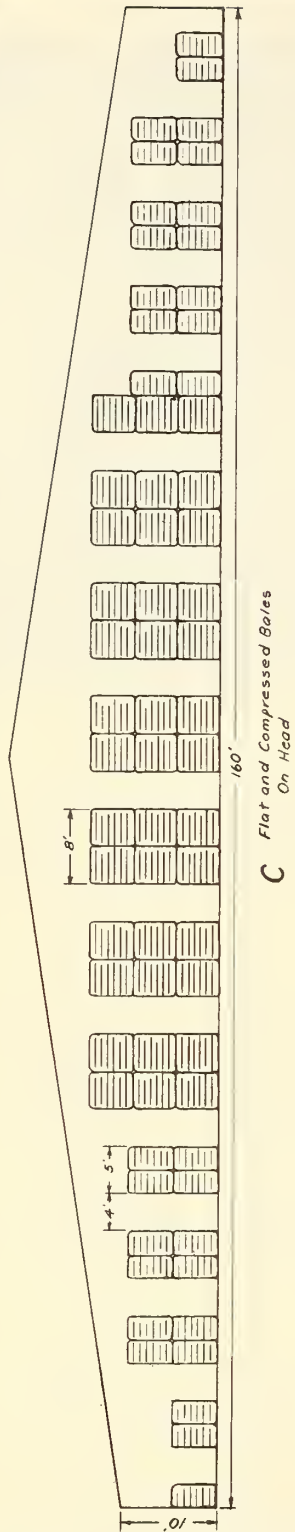 10'
4'
5'
8'
160'
C Flat and Compressed Bales
On Head